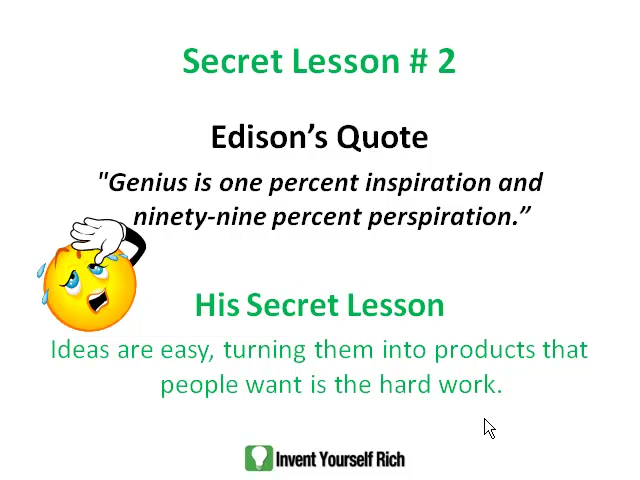 Secret Lesson # 2
Edison’s Quote
"Genius is one percent inspiration and
ninety-nine percent perspiration.”
His Secret Lesson
Ideas are easy, turning them into products that
people want is the hard work.
Invent Yourself Rich